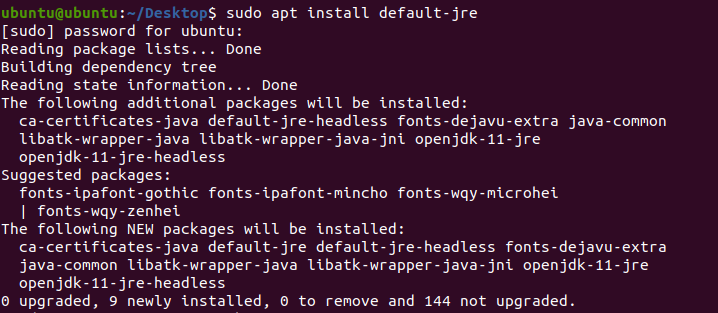 ubuntu@ubuntu:~/Desktop$ sudo apt install default-jre
[sudo] password for ubuntu:
Reading package lists... Done
Building dependency tree
Reading state information... Done
The following additional packages will be installed:
  ca-certificates-java default-jre-headless fonts-dejavu-extra java-common
  libatk-wrapper-java libatk-wrapper-java-jni openjdk-11-jre
  openjdk-11-jre-headless
Suggested packages:
  fonts-ipafont-gothic fonts-ipafont-mincho fonts-wqy-microhei
  | fonts-wqy-zenhei
The following NEW packages will be installed:
  ca-certificates-java default-jre default-jre-headless fonts-dejavu-extra
  java-common libatk-wrapper-java libatk-wrapper-java-jni openjdk-11-jre
  openjdk-11-jre-headless
0 upgraded, 9 newly installed, 0 to remove and 144 not upgraded.